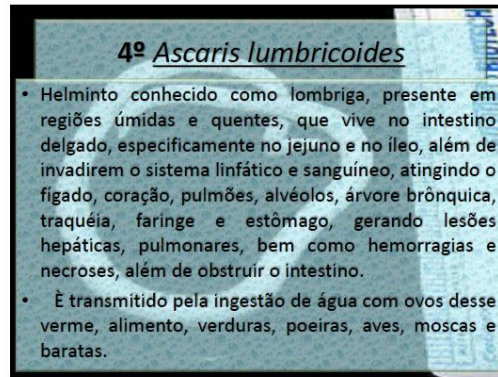 4º Ascaris lumbricoides
• Helminto conhecido como lombriga, presente em
regiões úmidas e quentes, que vive no intestino
delgado, especificamente no jejuno e no íleo, além de
invadirem o sistema linfático e sanguíneo, atingindo o
fígado, coração, pulmões, alvéolos, árvore brônquica,
traquéia, faringe e estômago, gerando lesões
hepáticas, pulmonares, bem como hemorragias e
necroses, além de obstruir o intestino.
• È transmitido pela ingestão de água com ovos desse
verme, alimento, verduras, poeiras, aves, moscas e
baratas.